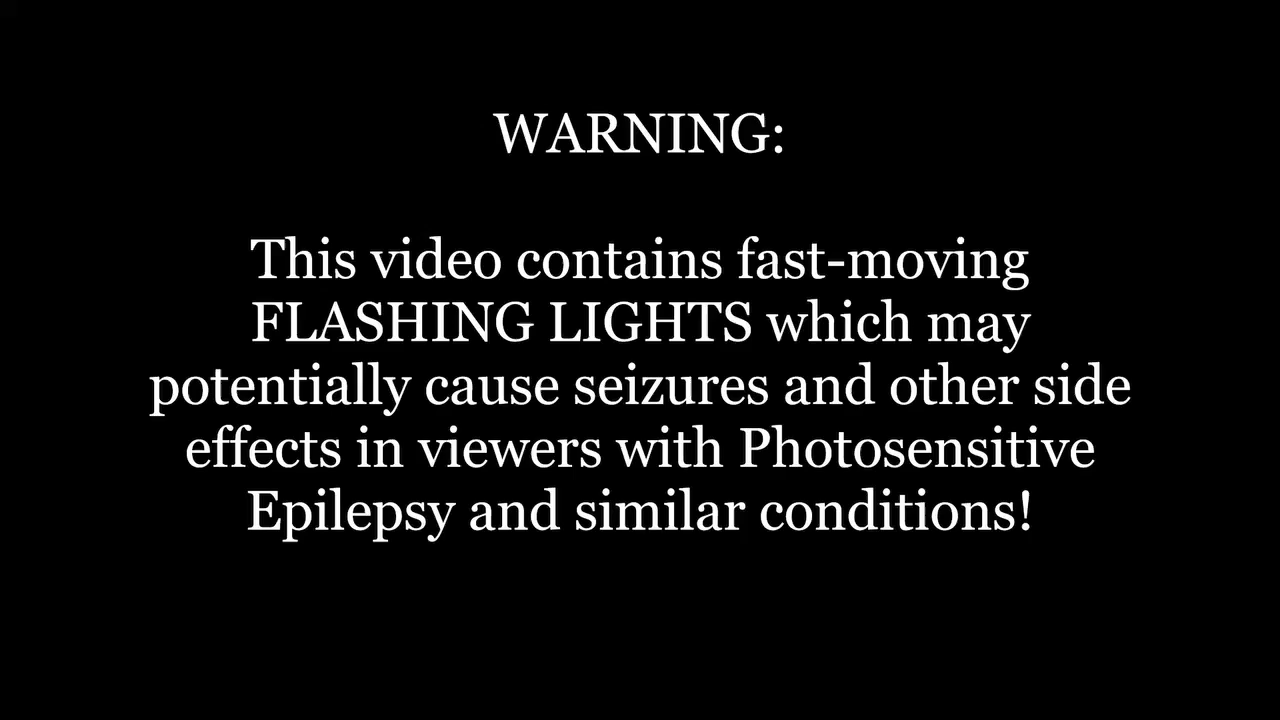 WARNING:
This video contains fast-moving
FLASHING LIGHTS which may
potentially cause seizures and other side
effects in viewers with Photosensitive
Epilepsy and similar conditions!